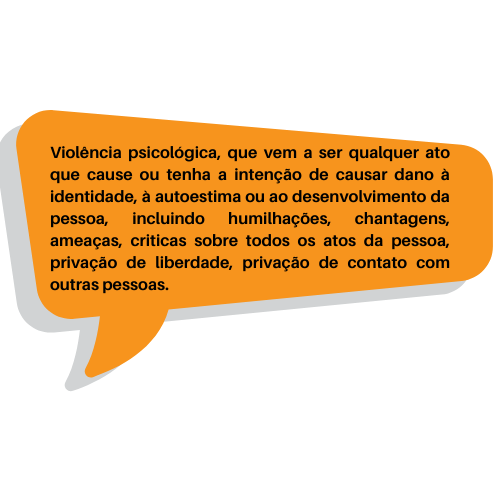 Violência psicológica, que vem a ser qualquer ato
que cause ou tenha a intenção de causar dano à
identidade, à autoestima ou ao desenvolvimento da
pessoa, incluindo humilhações, chantagens,
ameaças, criticas sobre todos os atos da pessoa,
privação de liberdade, privação de contato com
outras pessoas.